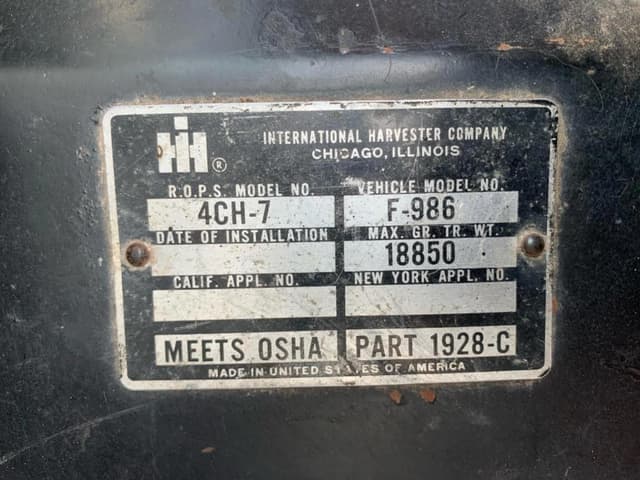 IH ®
INTERNATIONAL HARVESTER COMPANY
CHICAGO, ILLINOIS
R.O.P.S. MODEL NO. VEHICLE MODEL NO.
4CH-7 F-986
DATE OF INSTALLATION MAX. GR. TR. WT.
18850
CALIF. APPL. NO. NEW YORK APPL. NO.
MEETS OSHA PART 1928-C
MADE IN UNITED STATES OF AMERICA